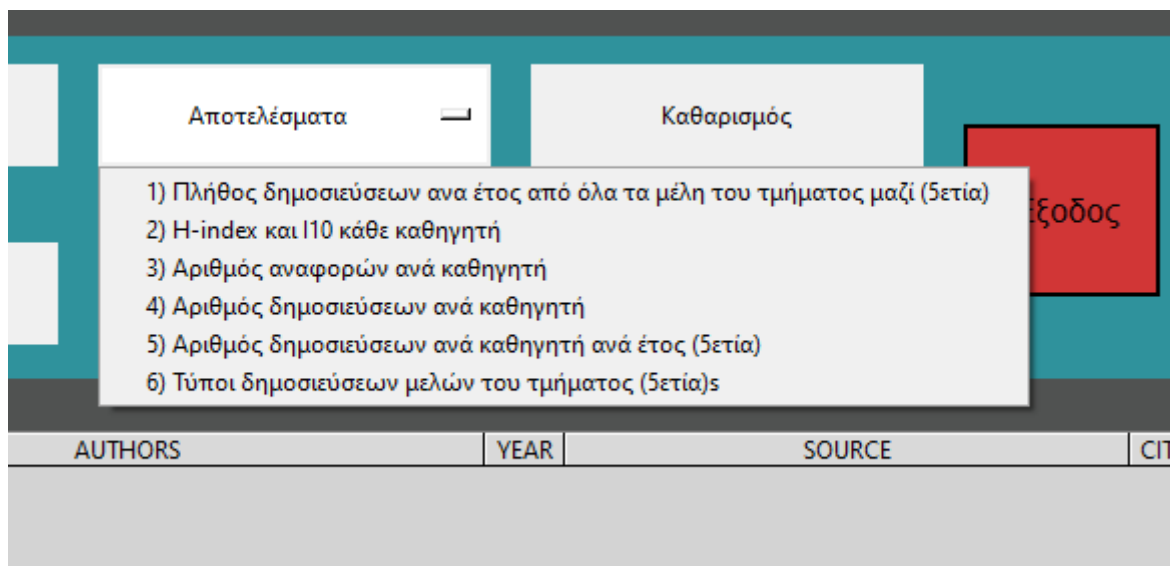 Αποτελέσματα
Καθαρισμός
1) Πλήθος δημοσιεύσεων ανα έτος από όλα τα μέλη του τμήματος μαζί (5ετία)
2) H-index και I10 κάθε καθηγητή
3) Αριθμός αναφορών ανά καθηγητή
4) Αριθμός δημοσιεύσεων ανά καθηγητή
5) Αριθμός δημοσιεύσεων ανά καθηγητή ανά έτος (5ετία)
6) Τύποι δημοσιεύσεων μελών του τμήματος (5ετία)s
Έξοδος
AUTHORS
YEAR
SOURCE
CIT